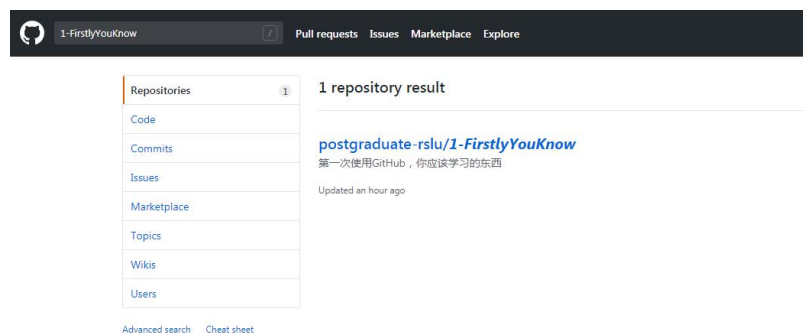 1-FirstlyYouKnow / Pull requests Issues Marketplace Explore
Repositories 1
Code
Commits
Issues
Marketplace
Topics
Wikis
Users
Advanced search Cheat sheet
1 repository result
postgraduate-rslu/1-FirstlyYouKnow
第一次使用GitHub，你应该学习的东西
Updated an hour ago